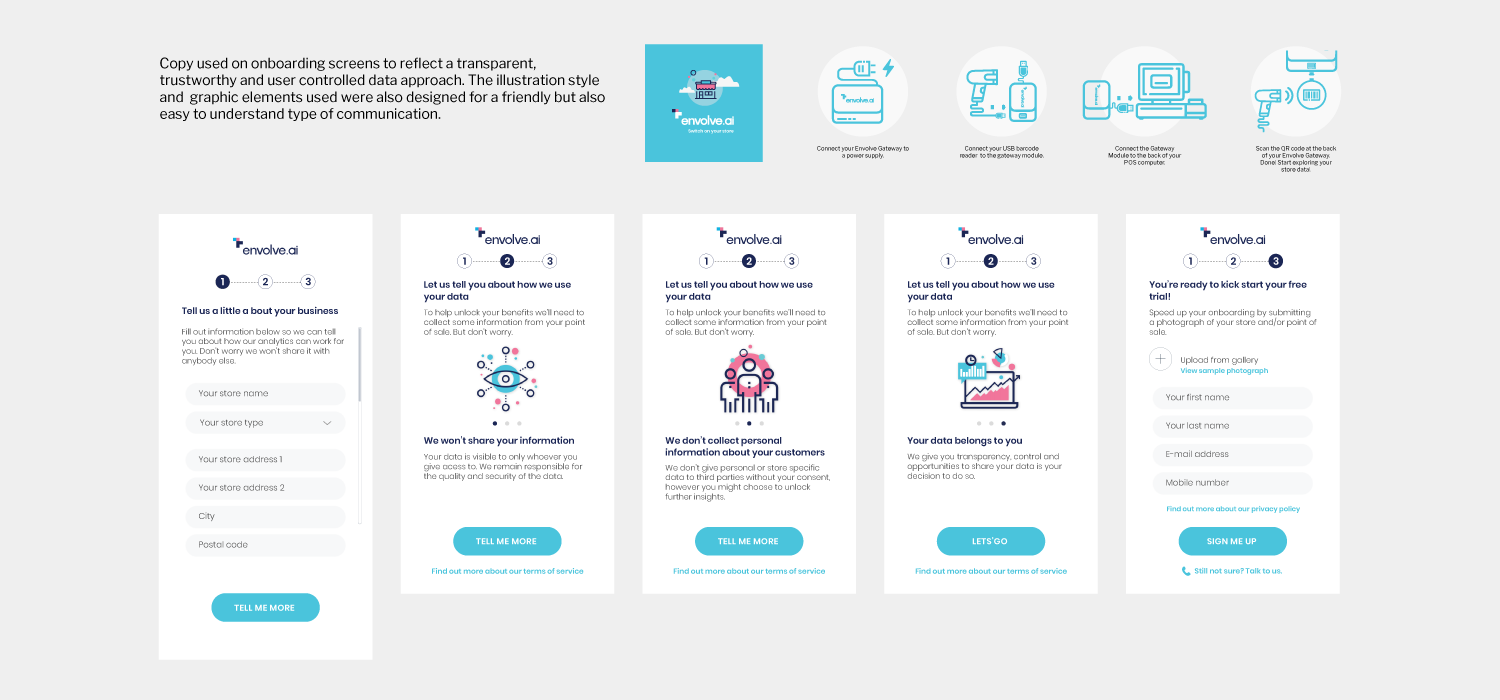 Copy used on onboarding screens to reflect a transparent,
trustworthy and user controlled data approach. The illustration style
and graphic elements used were also designed for a friendly but also
easy to understand type of communication.
envolve.ai
Switch on your store
envolve.ai
Connect your Envolve Gateway to
a power supply.
envolve.ai
Connect your USB barcode
reader to the gateway module.
envolve.ai
Connect the Gateway
Module to the back of your
POS computer.
Scan the QR code at the back
of your Envolve Gateway.
Done! Start exploring your
store data!
envolve.ai
1 2 3
Tell us a little a bout your business
Fill out information below so we can tell
you about how our analytics can work for
you. Don't worry we won't share it with
anybody else.
Your store name
Your store type
Your store address 1
Your store address 2
City
Postal code
TELL ME MORE
envolve.ai
1 2 3
Let us tell you about how we use
your data
To help unlock your benefits we'll need to
collect some information from your point
of sale. But don't worry.
We won't share your information
Your data is visible to only whoever you
give acess to. We remain responsible for
the quality and security of the data.
TELL ME MORE
Find out more about our terms of service
envolve.ai
1 2 3
Let us tell you about how we use
your data
To help unlock your benefits we'll need to
collect some information from your point
of sale. But don't worry.
We don't collect personal
information about your customers
We don't give personal or store specific
data to third parties without your consent,
however you might choose to unlock
further insights.
TELL ME MORE
Find out more about our terms of service
envolve.ai
1 2 3
Let us tell you about how we use
your data
To help unlock your benefits we'll need to
collect some information from your point
of sale. But don't worry.
Your data belongs to you
We give you transparency, control and
opportunities to share your data is your
decision to do so.
LETS'GO
Find out more about our terms of service
envolve.ai
1 2 3
You're ready to kick start your free
trial!
Speed up your onboarding by submitting
a photograph of your store and/or point of
sale.
Upload from gallery
View sample photograph
Your first name
Your last name
E-mail address
Mobile number
Find out more about our privacy policy
SIGN ME UP
Still not sure? Talk to us.